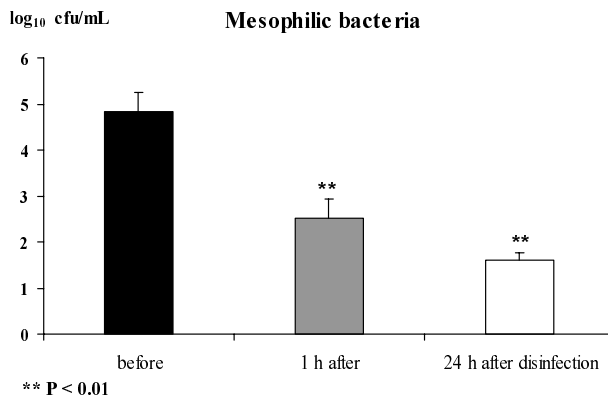 log₁₀ cfu/mL
Mesophilic bacteria
6
5
4
3
2
1
0
**
**
before
1 h after
24 h after disinfection
** P < 0.01